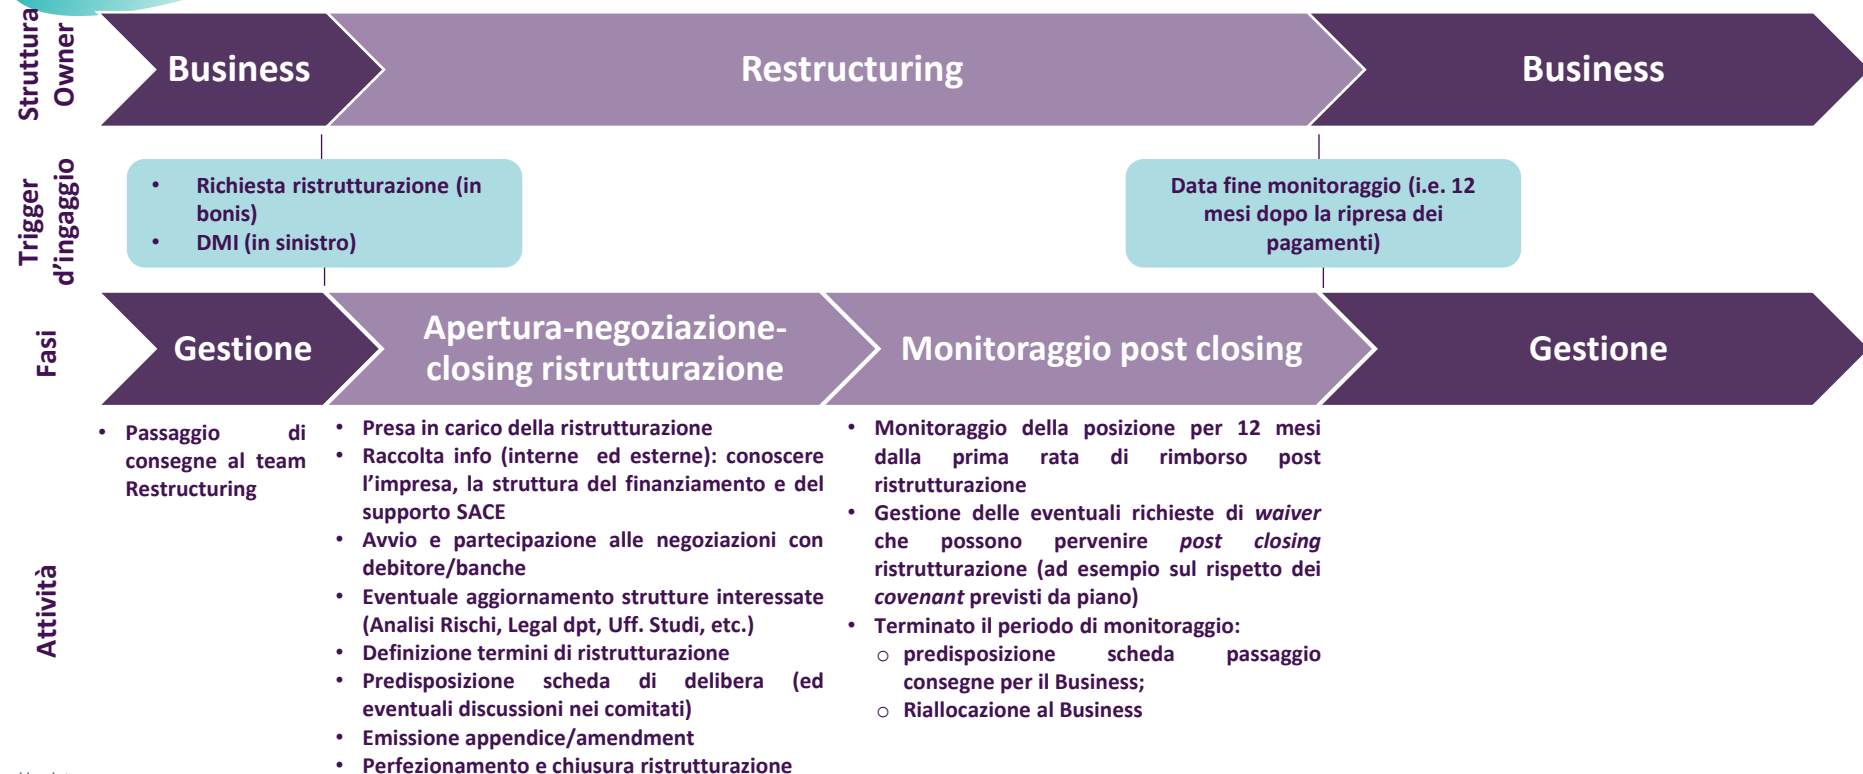 Struttura
Owner
Business
Restructuring
Business
Trigger
d’ingaggio
• Richiesta ristrutturazione (in
bonis)
• DMI (in sinistro)
Data fine monitoraggio (i.e. 12
mesi dopo la ripresa dei
pagamenti)
Fasi
Gestione
Apertura-negoziazione-
closing ristrutturazione
Monitoraggio post closing
Gestione
Attività
• Passaggio di
consegne al team
Restructuring
• Presa in carico della ristrutturazione
• Raccolta info (interne ed esterne): conoscere
l’impresa, la struttura del finanziamento e del
supporto SACE
• Avvio e partecipazione alle negoziazioni con
debitore/banche
• Eventuale aggiornamento strutture interessate
(Analisi Rischi, Legal dpt, Uff. Studi, etc.)
• Definizione termini di ristrutturazione
• Predisposizione scheda di delibera (ed
eventuali discussioni nei comitati)
• Emissione appendice/amendment
• Perfezionamento e chiusura ristrutturazione
• Monitoraggio della posizione per 12 mesi
dalla prima rata di rimborso post
ristrutturazione
• Gestione delle eventuali richieste di waiver
che possono pervenire post closing
ristrutturazione (ad esempio sul rispetto dei
covenant previsti da piano)
• Terminato il periodo di monitoraggio:
o predisposizione scheda passaggio
consegne per il Business;
o Riallocazione al Business